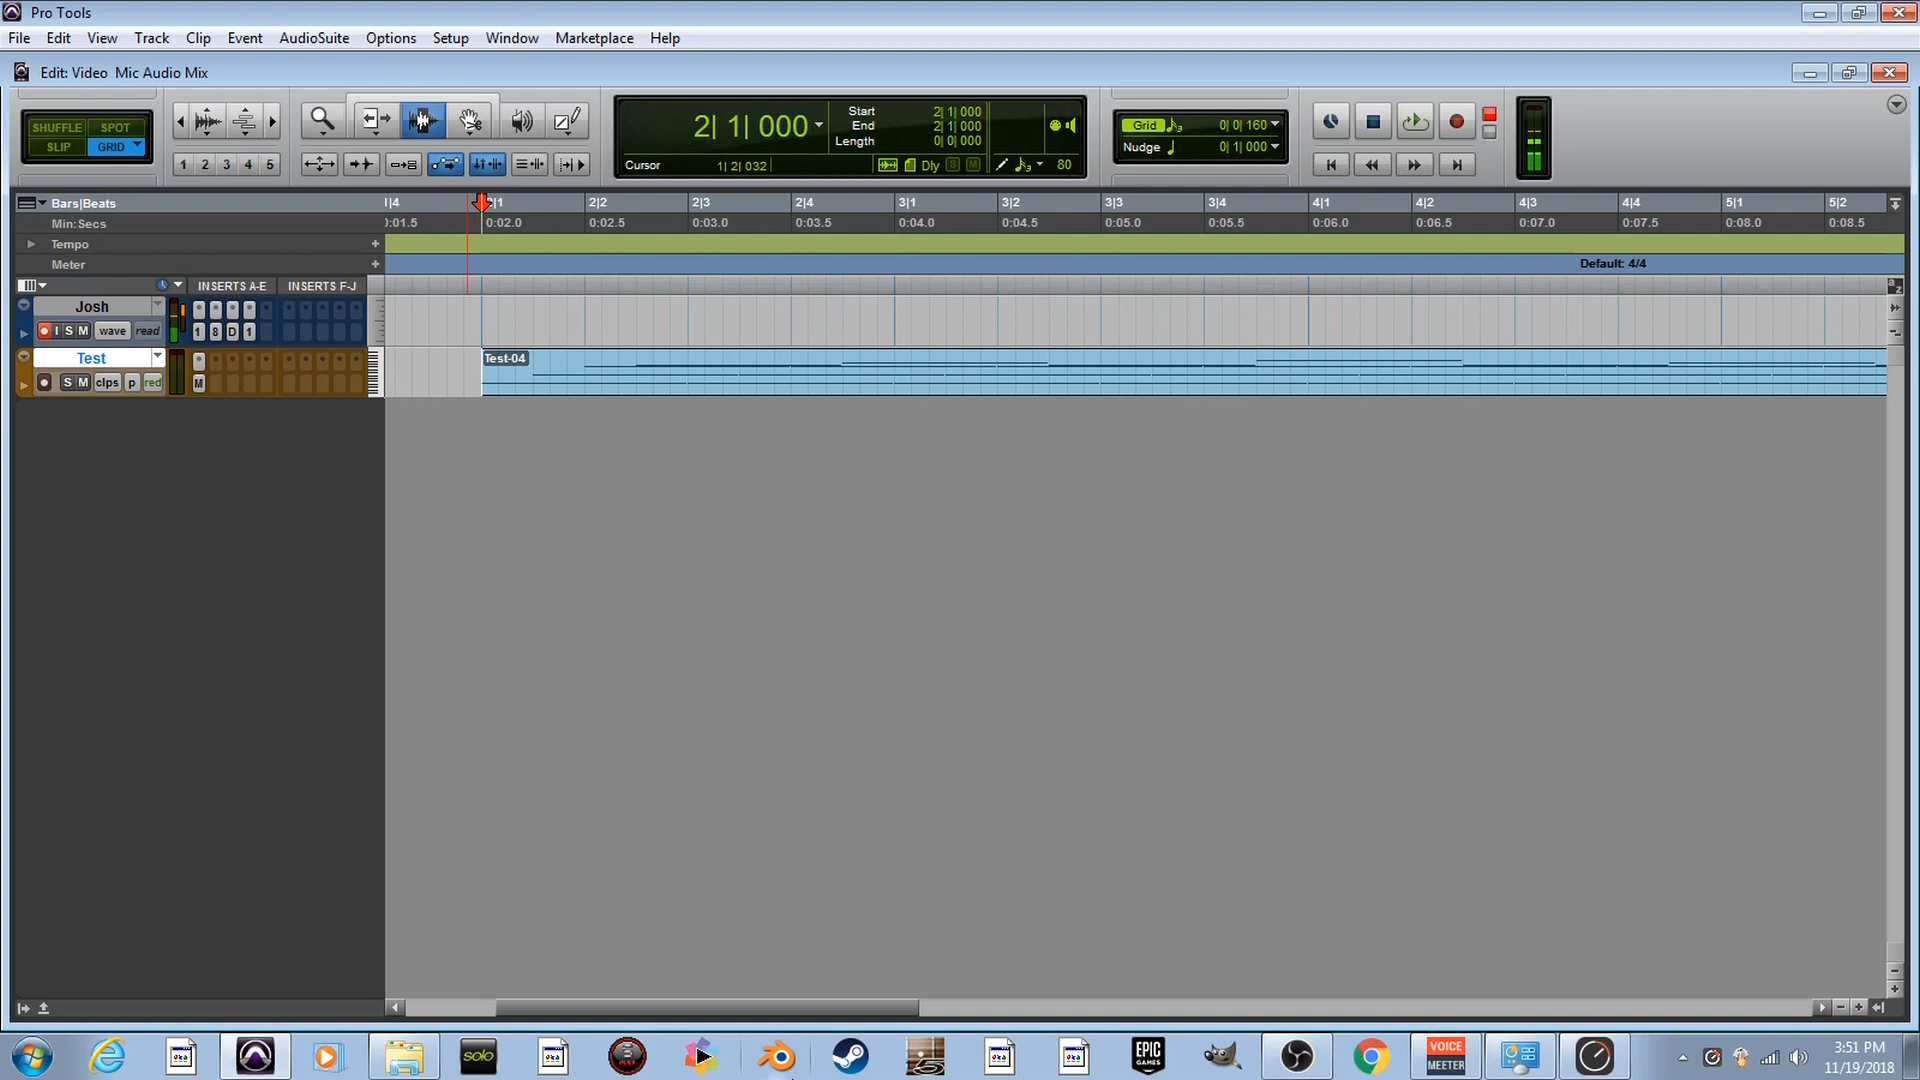 Pro Tools
File Edit View Track Clip Event AudioSuite Options Setup Window Marketplace Help
Edit: Video Mic Audio Mix
SHUFFLE SPOT
SLIP GRID
1 2 3 4 5
2| 1| 000
Start 2| 1| 000
End 2| 1| 000
Length 0| 0| 000
Cursor 1| 2| 032
Dly S M 80
Grid 0| 0| 160
Nudge 0| 1| 000
Bars|Beats 2|1 2|2 2|3 2|4 3|1 3|2 3|3 3|4 4|1 4|2 4|3 4|4 5|1 5|2
Min:Secs 0:02.0 0:02.5 0:03.0 0:03.5 0:04.0 0:04.5 0:05.0 0:05.5 0:06.0 0:06.5 0:07.0 0:07.5 0:08.0 0:08.5
Tempo
Meter Default: 4/4
INSERTS A-E INSERTS F-J
a z
Josh
I S M wave read 1 8 D 1
Test Test-04
S M clps p red M
solo
EPIC GAMES
VOICE MEETER
3:51 PM
11/19/2018